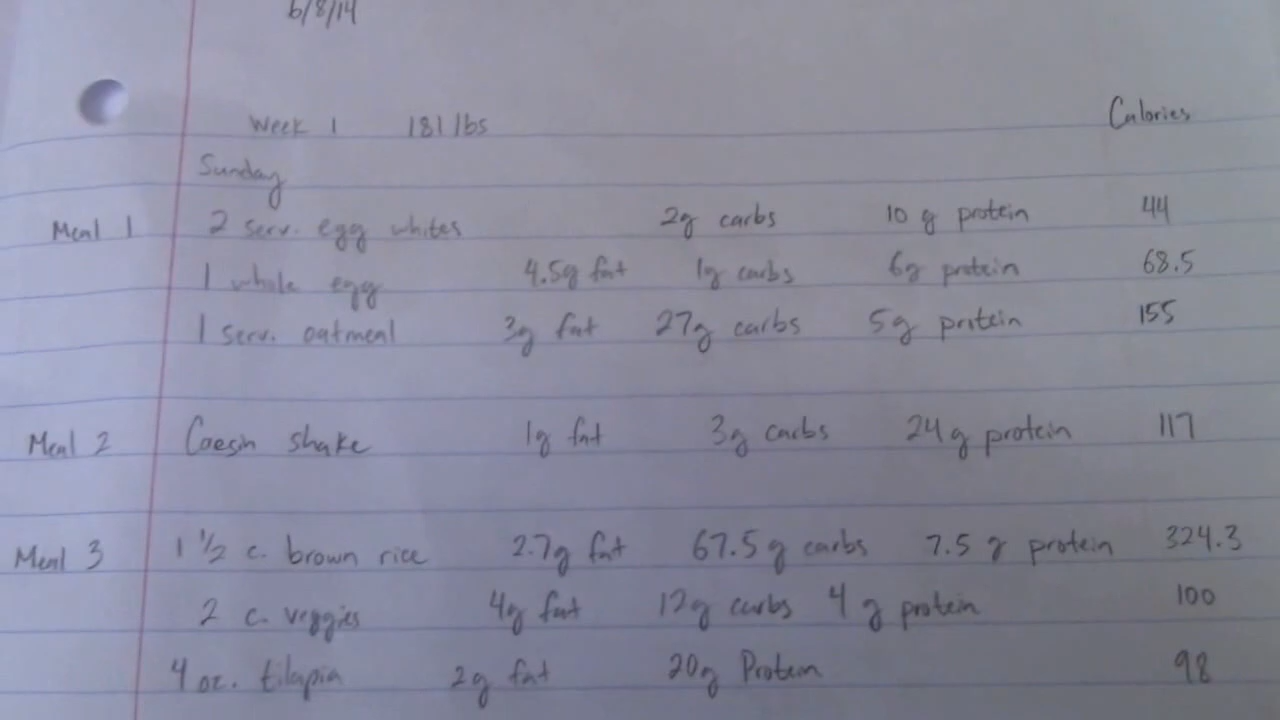 6/8/14
Week 1 181 lbs Calories
Sunday
Meal 1 2 serv. egg whites 2g carbs 10 g protein 44
1 whole egg 4.5g fat 1g carbs 6g protein 68.5
1 serv. oatmeal 3g fat 27g carbs 5g protein 155
Meal 2 Caesin shake 1g fat 3g carbs 24g protein 117
Meal 3 1 1/2 c. brown rice 2.7g fat 67.5g carbs 7.5 g protein 324.3
2 c. veggies 4g fat 12g carbs 4 g protein 100
4 oz. tilapia 2g fat 20g Protein 98